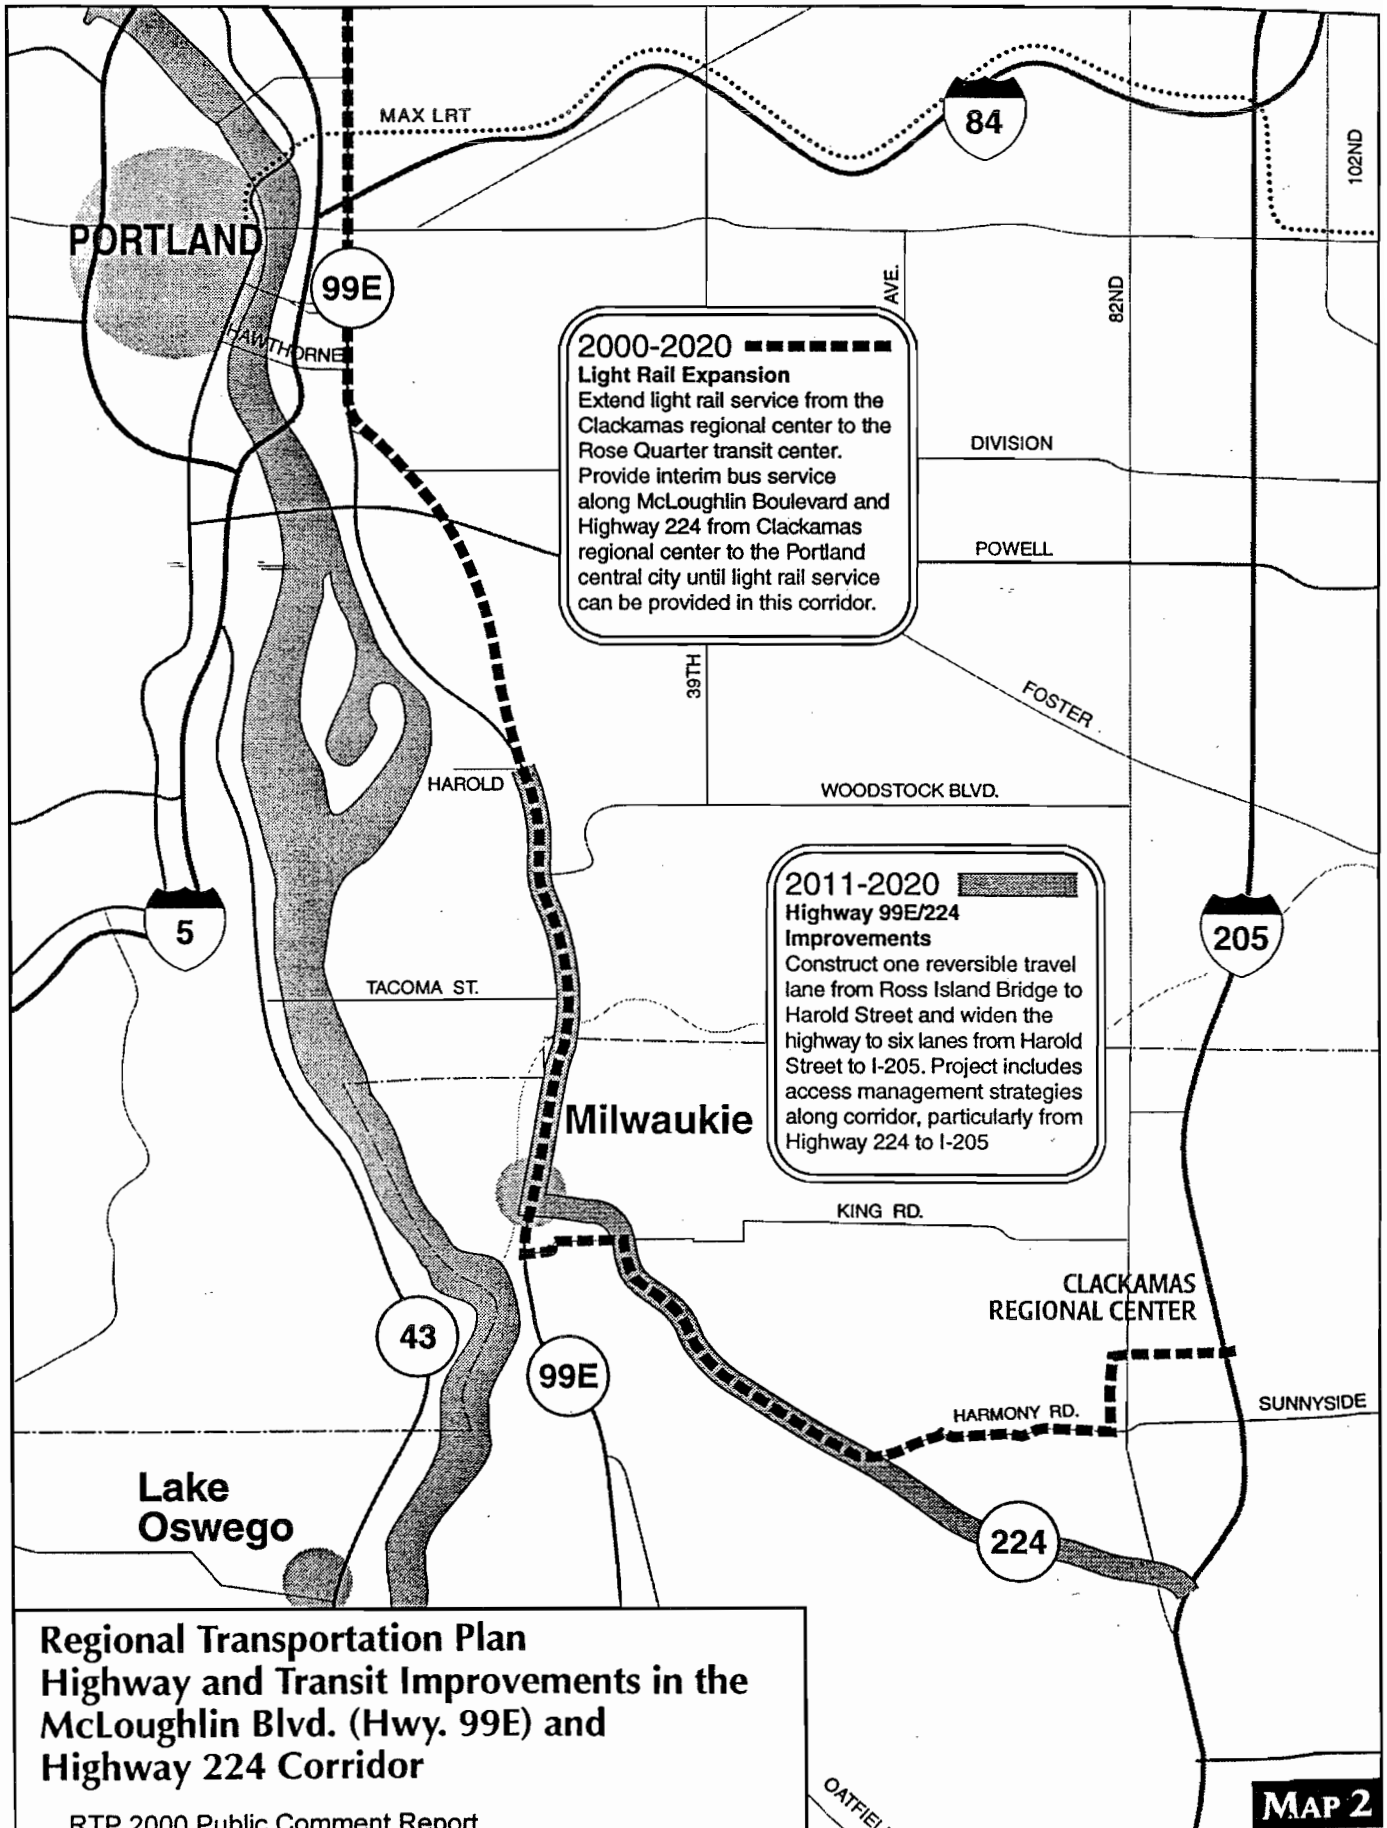 MAX LRT
84
102ND
PORTLAND
99E
AVE.
82ND
HAWTHORNE
2000-2020
Light Rail Expansion
Extend light rail service from the
Clackamas regional center to the
Rose Quarter transit center.
Provide interim bus service
along McLoughlin Boulevard and
Highway 224 from Clackamas
regional center to the Portland
central city until light rail service
can be provided in this corridor.
DIVISION
POWELL
39TH
FOSTER
HAROLD
WOODSTOCK BLVD.
2011-2020
Highway 99E/224
Improvements
Construct one reversible travel
lane from Ross Island Bridge to
Harold Street and widen the
highway to six lanes from Harold
Street to I-205. Project includes
access management strategies
along corridor, particularly from
Highway 224 to I-205
5
205
TACOMA ST.
Milwaukie
KING RD.
CLACKAMAS
REGIONAL CENTER
43
99E
HARMONY RD.
SUNNYSIDE
Lake
Oswego
224
Regional Transportation Plan
Highway and Transit Improvements in the
McLoughlin Blvd. (Hwy. 99E) and
Highway 224 Corridor
RTP 2000 Public Comment Report
MAP 2